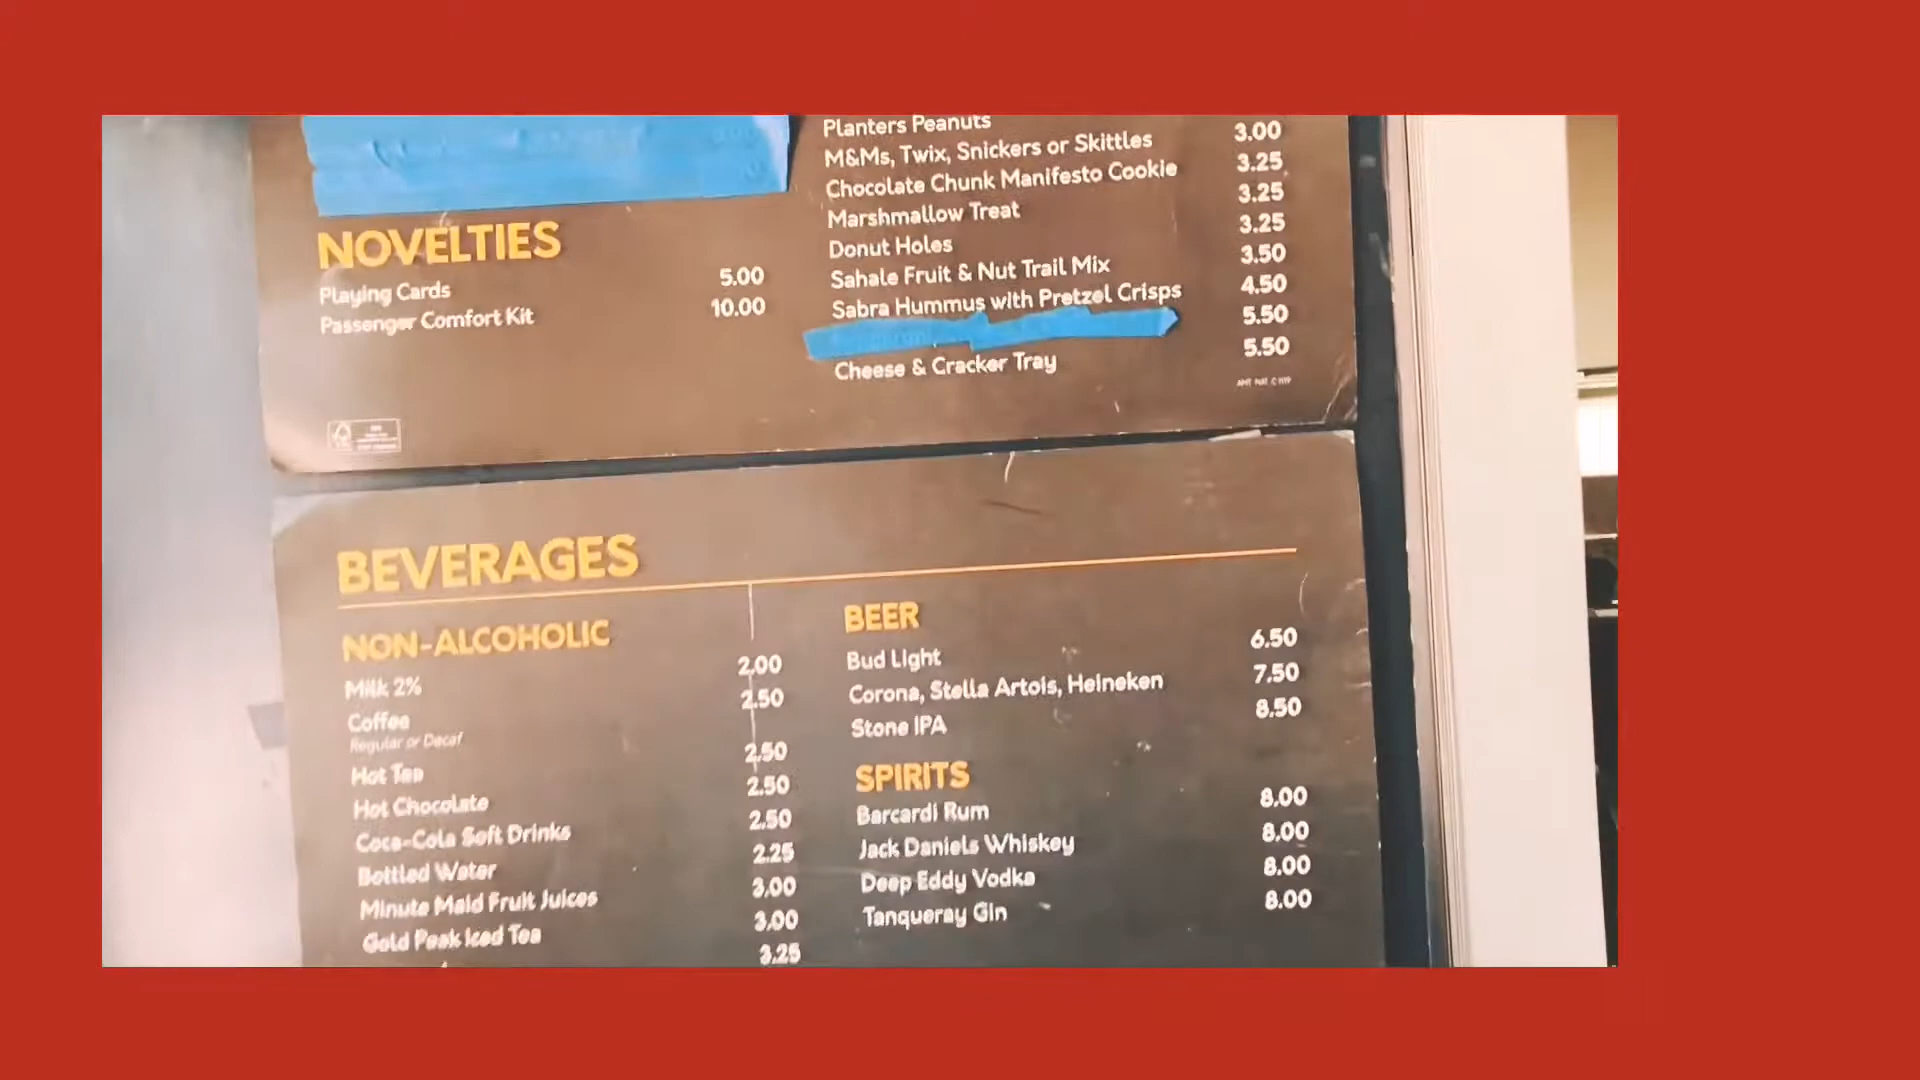 Planters Peanuts
M&Ms, Twix, Snickers or Skittles 3.00
Chocolate Chunk Manifesto Cookie 3.25
Marshmallow Treat 3.25
Donut Holes 3.25
Sahale Fruit & Nut Trail Mix 3.50
Sabra Hummus with Pretzel Crisps 4.50
5.50
Cheese & Cracker Tray 5.50
NOVELTIES
Playing Cards 5.00
Passenger Comfort Kit 10.00
BEVERAGES
NON-ALCOHOLIC
Milk 2% 2.00
Coffee 2.50
Regular or Decaf
Hot Tea 2.50
Hot Chocolate 2.50
Coca-Cola Soft Drinks 2.50
Bottled Water 2.25
Minute Maid Fruit Juices 3.00
Gold Peak Iced Tea 3.00
3.25
BEER
Bud Light 6.50
Corona, Stella Artois, Heineken 7.50
Stone IPA 8.50
SPIRITS
Barcardi Rum 8.00
Jack Daniels Whiskey 8.00
Deep Eddy Vodka 8.00
Tanqueray Gin 8.00